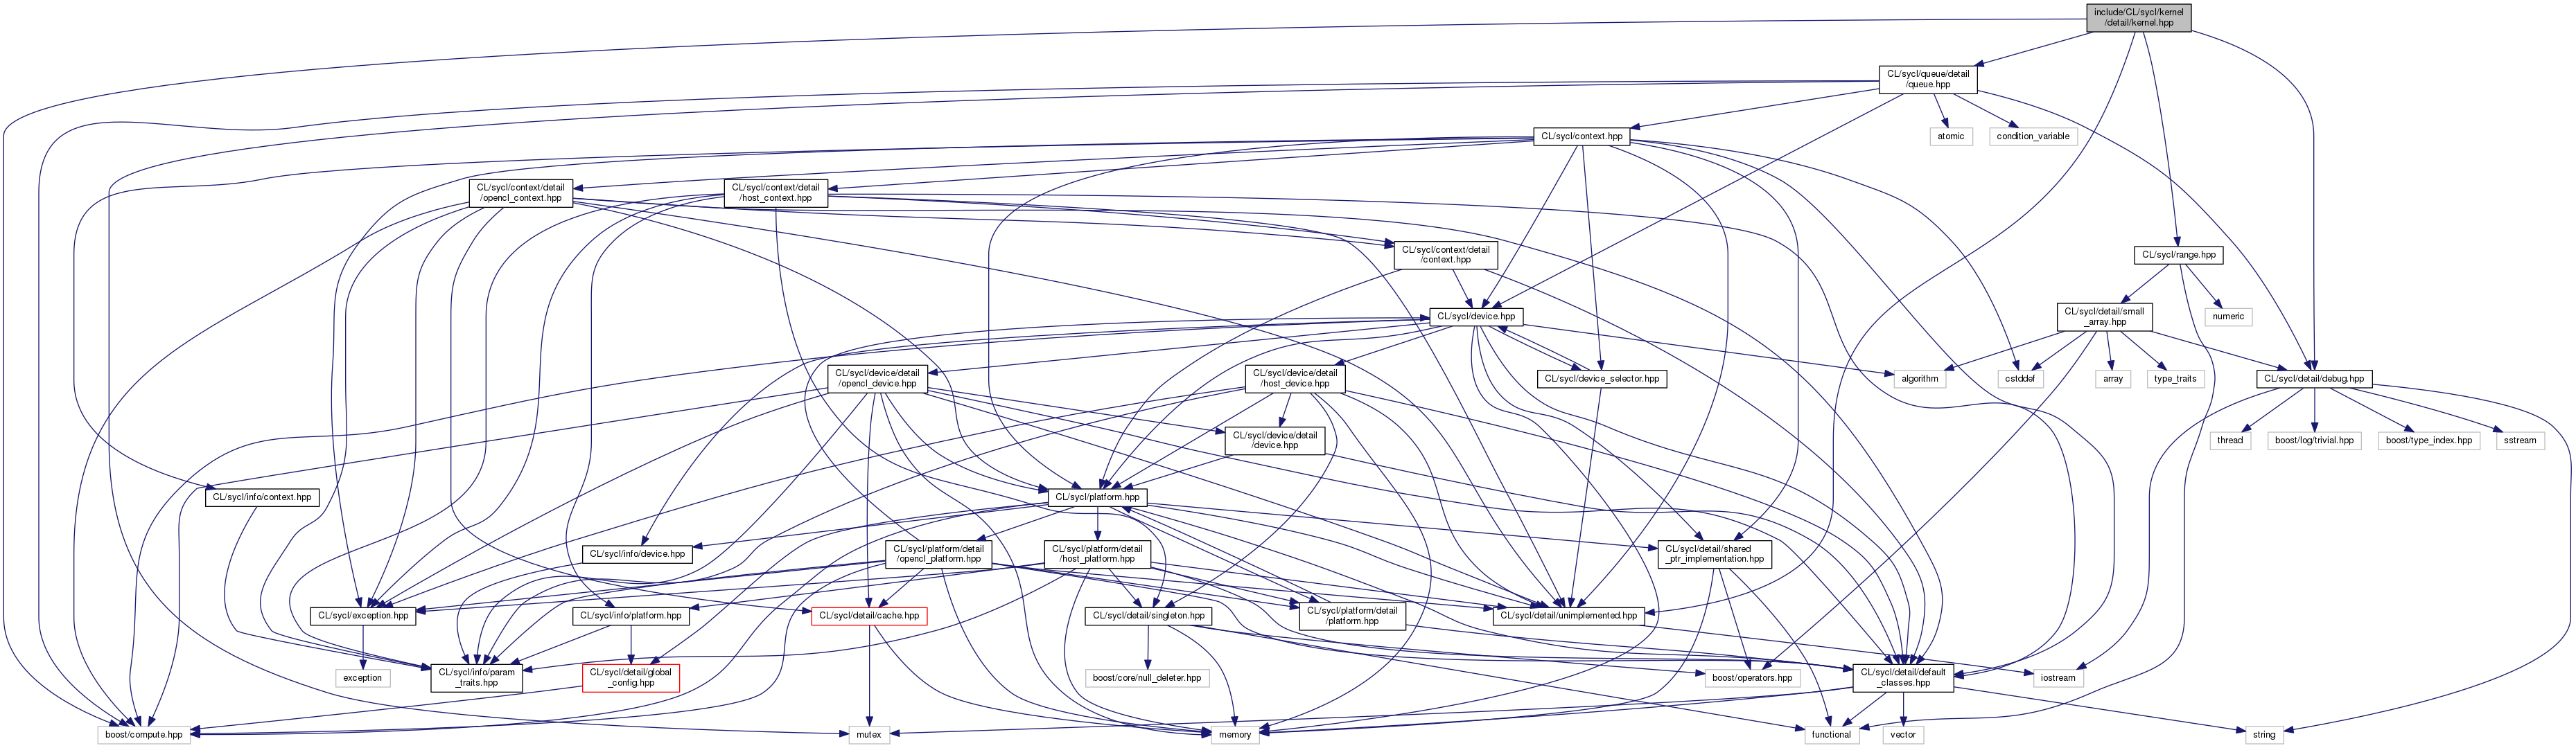 include/CL/sycl/kernel
/detail/kernel.hpp
CL/sycl/queue/detail
/queue.hpp
CL/sycl/context.hpp
atomic
condition_variable
CL/sycl/context/detail
/opencl_context.hpp
CL/sycl/context/detail
/host_context.hpp
CL/sycl/context/detail
/context.hpp
CL/sycl/range.hpp
CL/sycl/device.hpp
CL/sycl/detail/small
_array.hpp
numeric
CL/sycl/device/detail
/opencl_device.hpp
CL/sycl/device/detail
/host_device.hpp
CL/sycl/device_selector.hpp
algorithm
cstddef
array
type_traits
CL/sycl/detail/debug.hpp
CL/sycl/device/detail
/device.hpp
thread
boost/log/trivial.hpp
boost/type_index.hpp
sstream
CL/sycl/info/context.hpp
CL/sycl/platform.hpp
CL/sycl/info/device.hpp
CL/sycl/platform/detail
/opencl_platform.hpp
CL/sycl/platform/detail
/host_platform.hpp
CL/sycl/detail/shared
_ptr_implementation.hpp
CL/sycl/exception.hpp
CL/sycl/info/platform.hpp
CL/sycl/detail/cache.hpp
CL/sycl/detail/singleton.hpp
CL/sycl/platform/detail
/platform.hpp
CL/sycl/detail/unimplemented.hpp
exception
CL/sycl/info/param
_traits.hpp
CL/sycl/detail/global
_config.hpp
boost/core/null_deleter.hpp
boost/operators.hpp
CL/sycl/detail/default
_classes.hpp
iostream
boost/compute.hpp
mutex
memory
functional
vector
string